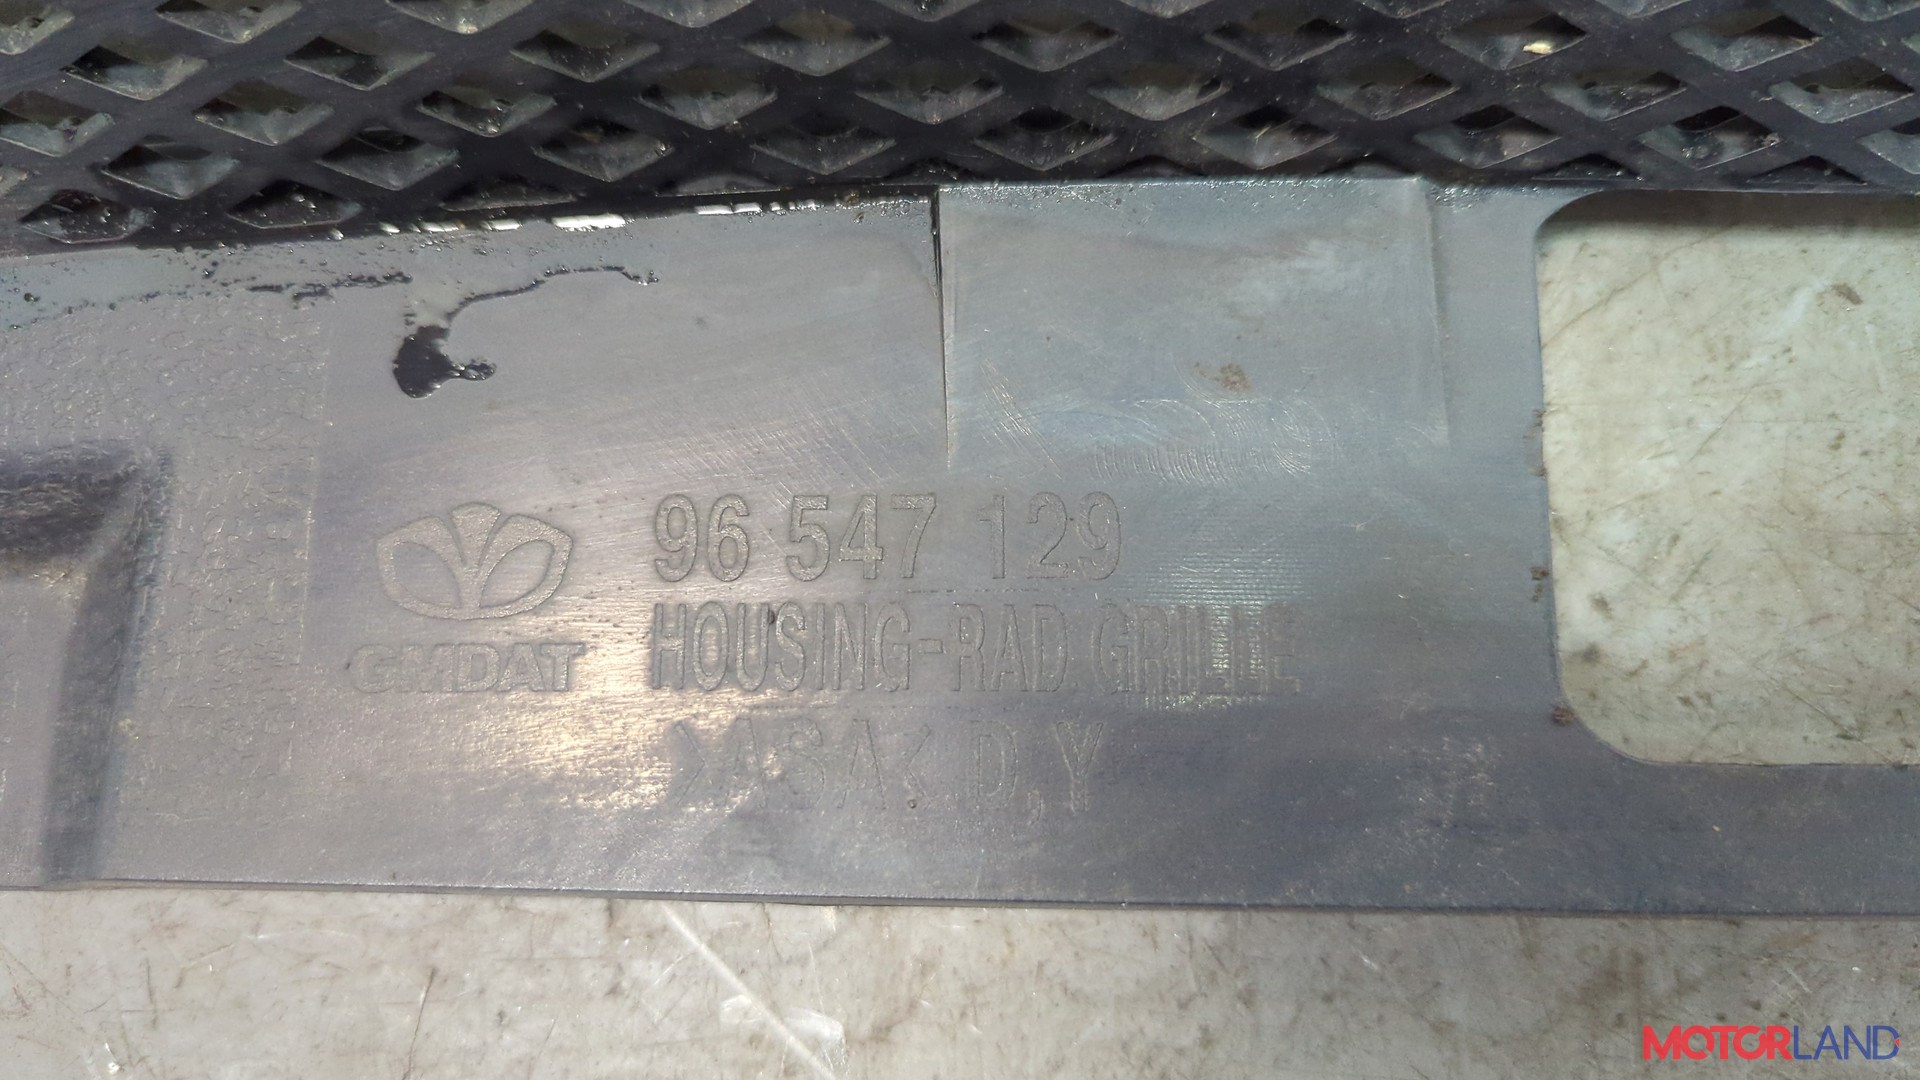 96 547 129
GMDAT HOUSING-RAD GRILLE
>ASA< D,Y
MOTORLAND